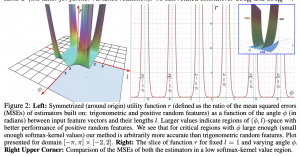 Figure 2: Left: Symmetrized (around origin) utility function r (defined as the ratio of the mean squared errors
(MSEs) of estimators built on: trigonometric and positive random features) as a function of the angle ϕ (in
radians) between input feature vectors and their lengths l. Larger values indicate regions of (ϕ, l)-space with
better performance of positive random features. We see that for critical regions with ϕ large enough (small
enough softmax-kernel values) our method is arbitrarily more accurate than trigonometric random features. Plot
presented for domain [−π, π] × [−2, 2]. Right: The slice of function r for fixed l = 1 and varying angle ϕ.
Right Upper Corner: Comparison of the MSEs of both the estimators in a low softmax-kernel value region.